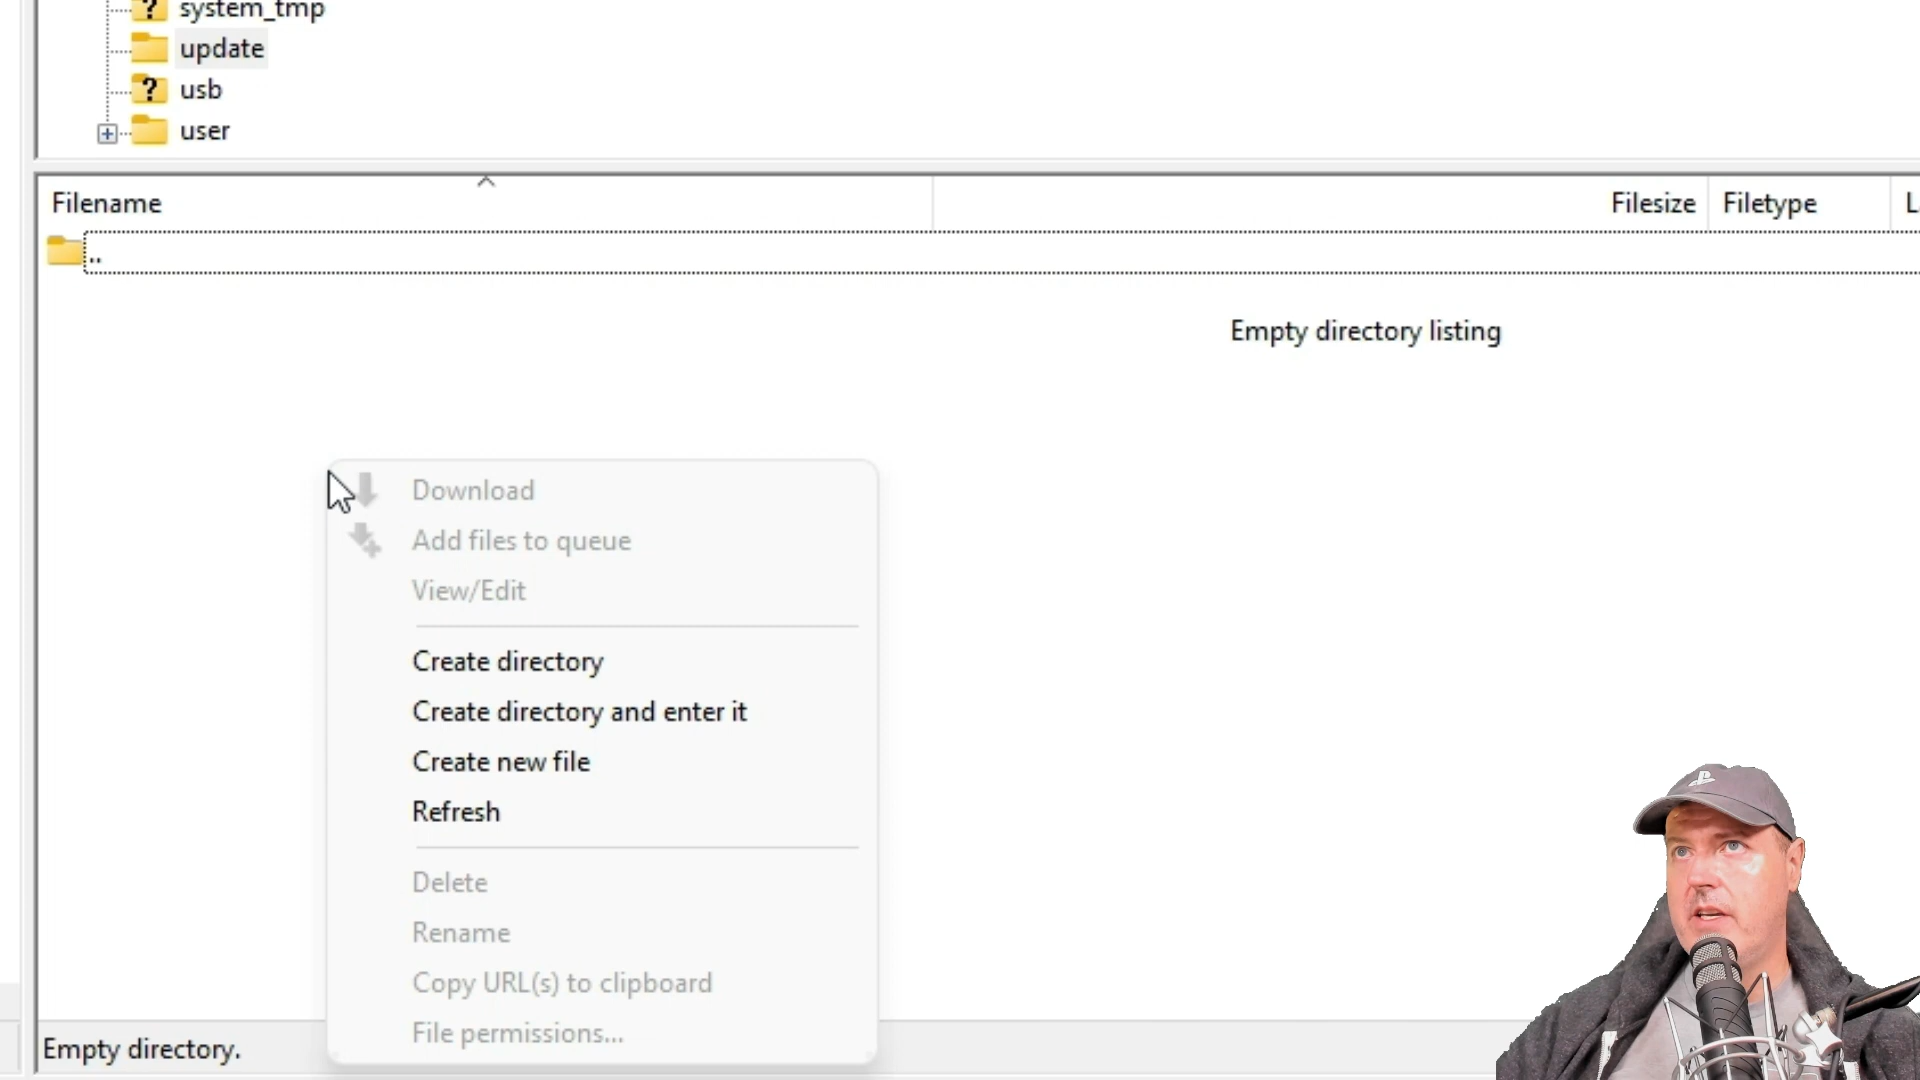 system_tmp
update
usb
user
Filename
Filesize
Filetype
..
Empty directory listing
Download
Add files to queue
View/Edit
Create directory
Create directory and enter it
Create new file
Refresh
Delete
Rename
Copy URL(s) to clipboard
File permissions...
Empty directory.